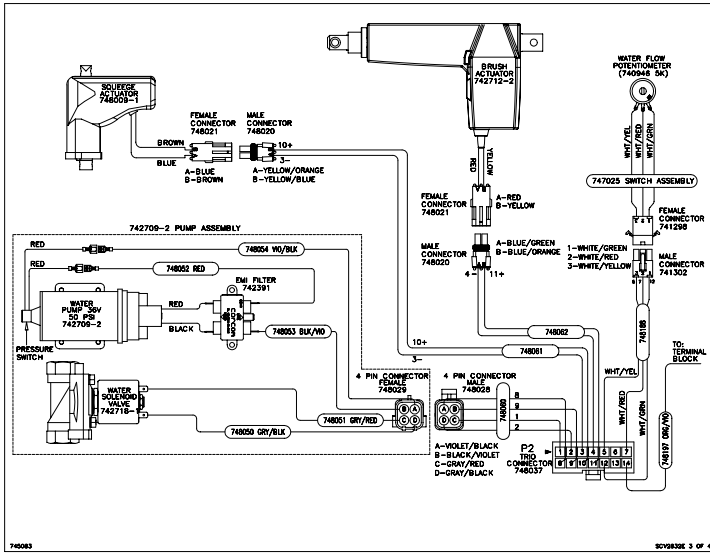 SQUEEGE
ACTUATOR
748009-1
BROWN
BLUE
FEMALE
CONNECTOR
748021
MALE
CONNECTOR
748020
A-BLUE
B-BROWN
A-YELLOW/ORANGE
B-YELLOW/BLUE
10+
3-
BRUSH
ACTUATOR
742712-2
RED
YELLOW
FEMALE
CONNECTOR
748021
A-RED
B-YELLOW
MALE
CONNECTOR
748020
A-BLUE/GREEN
B-BLUE/ORANGE
4-
11+
WATER FLOW
POTENTIOMETER
(740946 5K)
WHT/YEL
WHT/RED
WHT/GRN
747025 SWITCH ASSEMBLY
FEMALE
CONNECTOR
741298
1-WHITE/GREEN
2-WHITE/RED
3-WHITE/YELLOW
MALE
CONNECTOR
741302
742709-2 PUMP ASSEMBLY
RED
748054 VIO/BLK
RED
748052 RED
EMI FILTER
742391
WATER
PUMP 36V
50 PSI
742709-2
RED
BLACK
748053 BLK/VIO
PRESSURE
SWITCH
WATER
SOLENOID
VALVE
742718-1
748051 GRY/RED
748050 GRY/BLK
10+
3-
748062
748061
4 PIN CONNECTOR
FEMALE
748029
B A
C D
4 PIN CONNECTOR
MALE
748028
A B
D C
748060
8
9
1
2
A-VIOLET/BLACK
B-BLACK/VIOLET
C-GRAY/RED
D-GRAY/BLACK
P2
TRIO
CONNECTOR
748037
1 2 3 4 5 6 7
8 9 10 11 12 13 14
WHT/YEL
WHT/RED
WHT/GRN
748188
TO:
TERMINAL
BLOCK
748197 ORG/VIO
745083
SCV2832E 3 OF 4